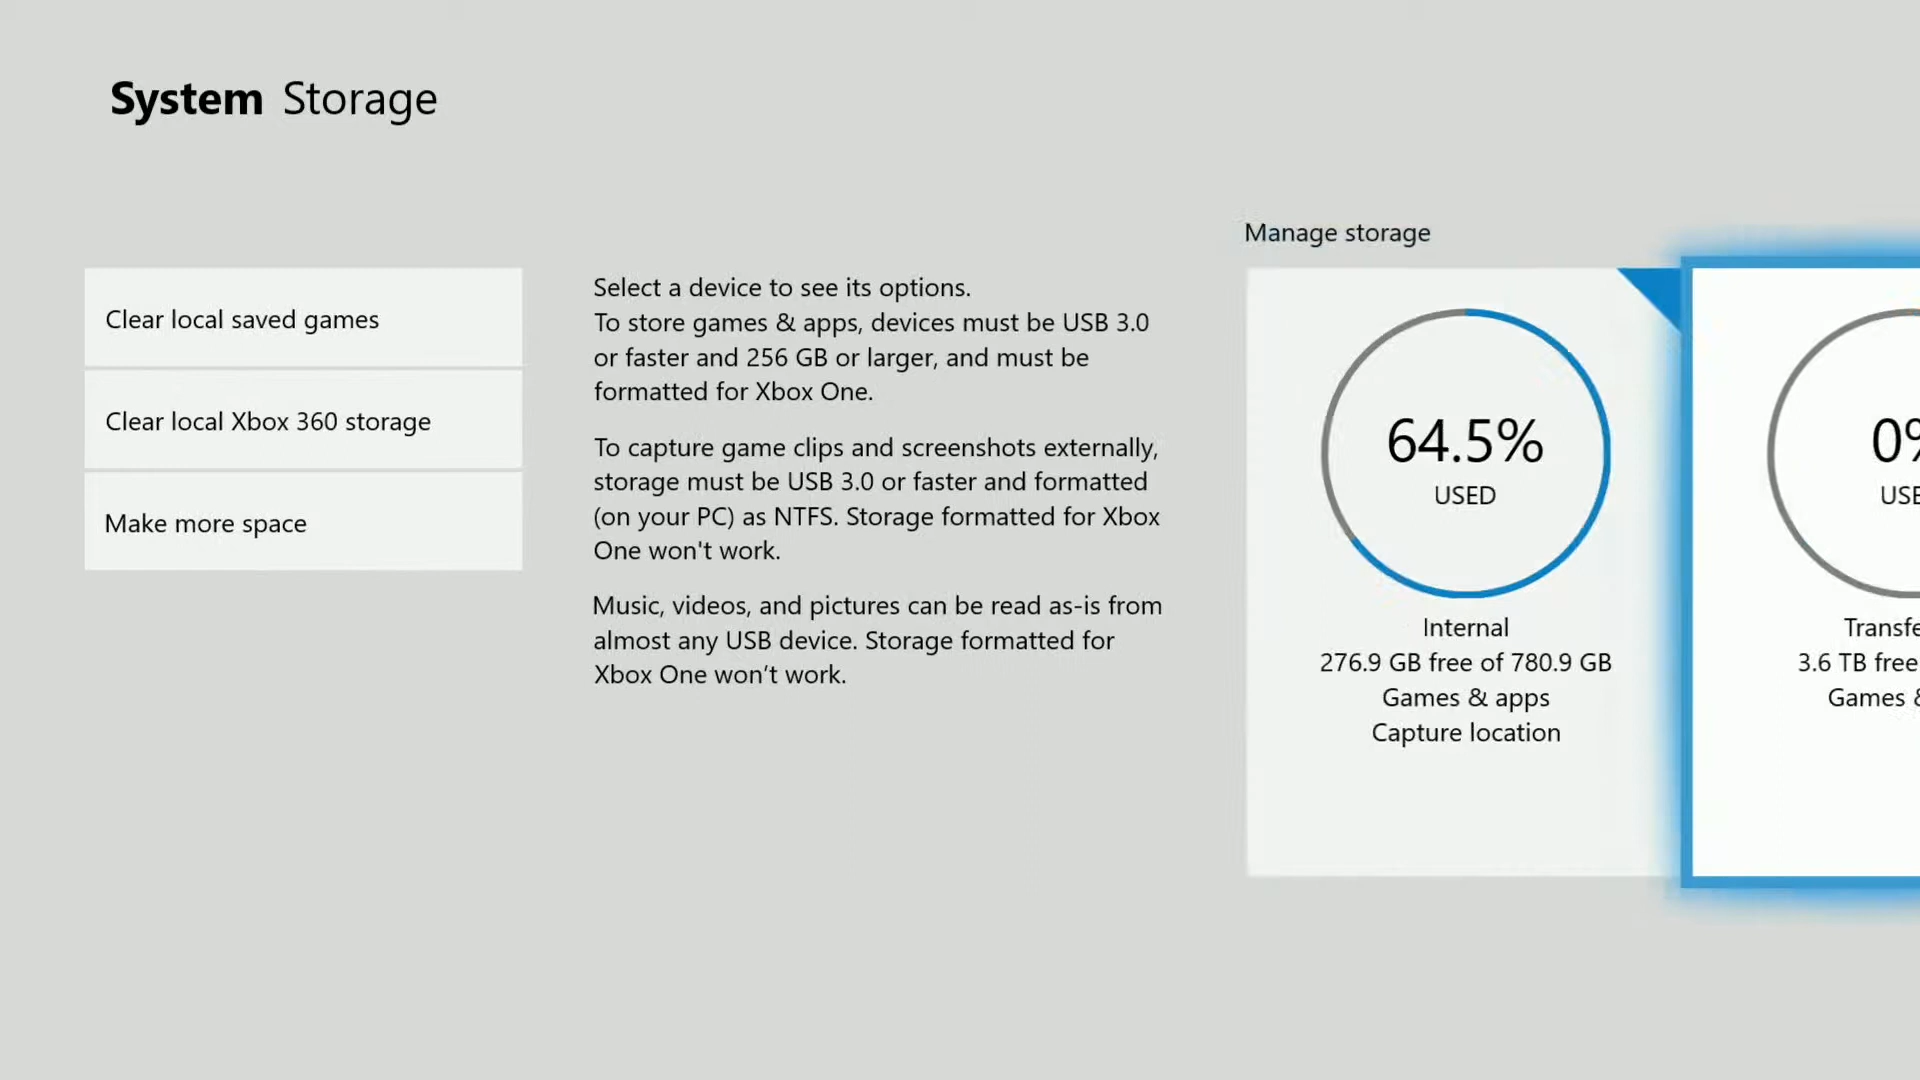 System Storage
Clear local saved games
Clear local Xbox 360 storage
Make more space
Select a device to see its options.
To store games & apps, devices must be USB 3.0
or faster and 256 GB or larger, and must be
formatted for Xbox One.
To capture game clips and screenshots externally,
storage must be USB 3.0 or faster and formatted
(on your PC) as NTFS. Storage formatted for Xbox
One won't work.
Music, videos, and pictures can be read as-is from
almost any USB device. Storage formatted for
Xbox One won’t work.
Manage storage
64.5%
USED
Internal
276.9 GB free of 780.9 GB
Games & apps
Capture location
3.6 TB free
Games